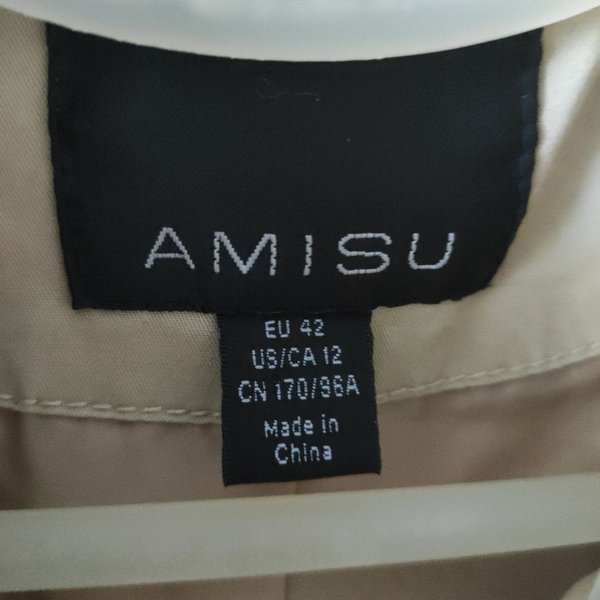 AMISU
EU 42
US/CA 12
CN 170/96A
Made in
China